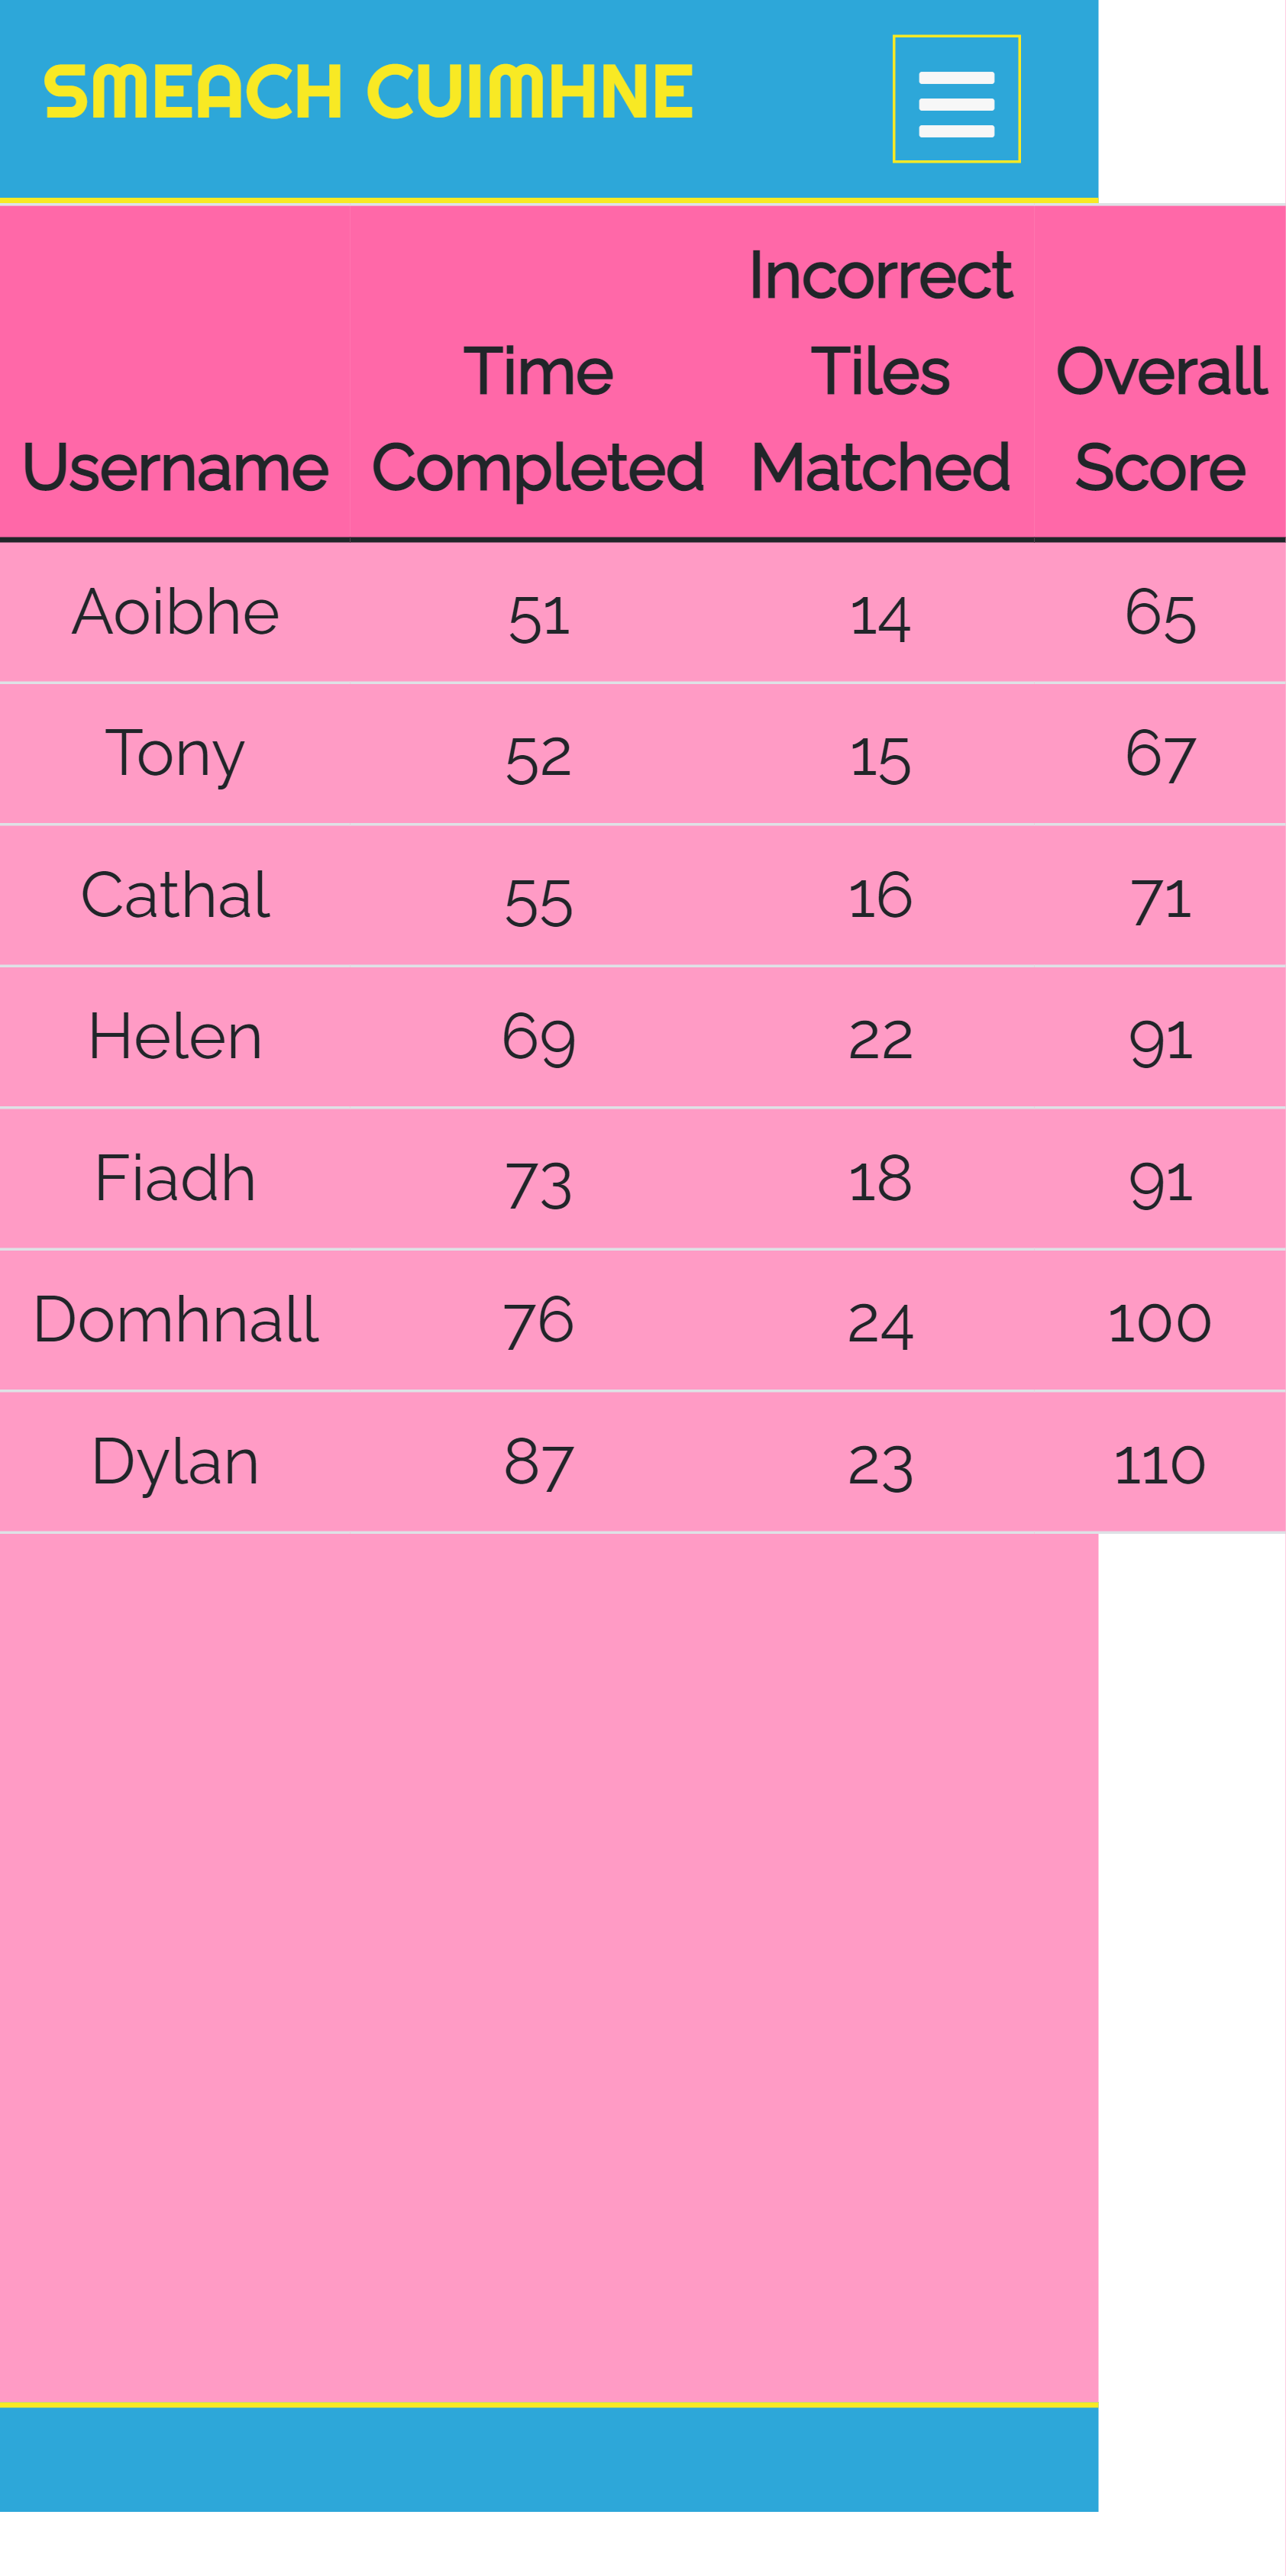 SMEACH CUIMHNE
Username Time Completed Incorrect Tiles Matched Overall Score
Aoibhe 51 14 65
Tony 52 15 67
Cathal 55 16 71
Helen 69 22 91
Fiadh 73 18 91
Domhnall 76 24 100
Dylan 87 23 110